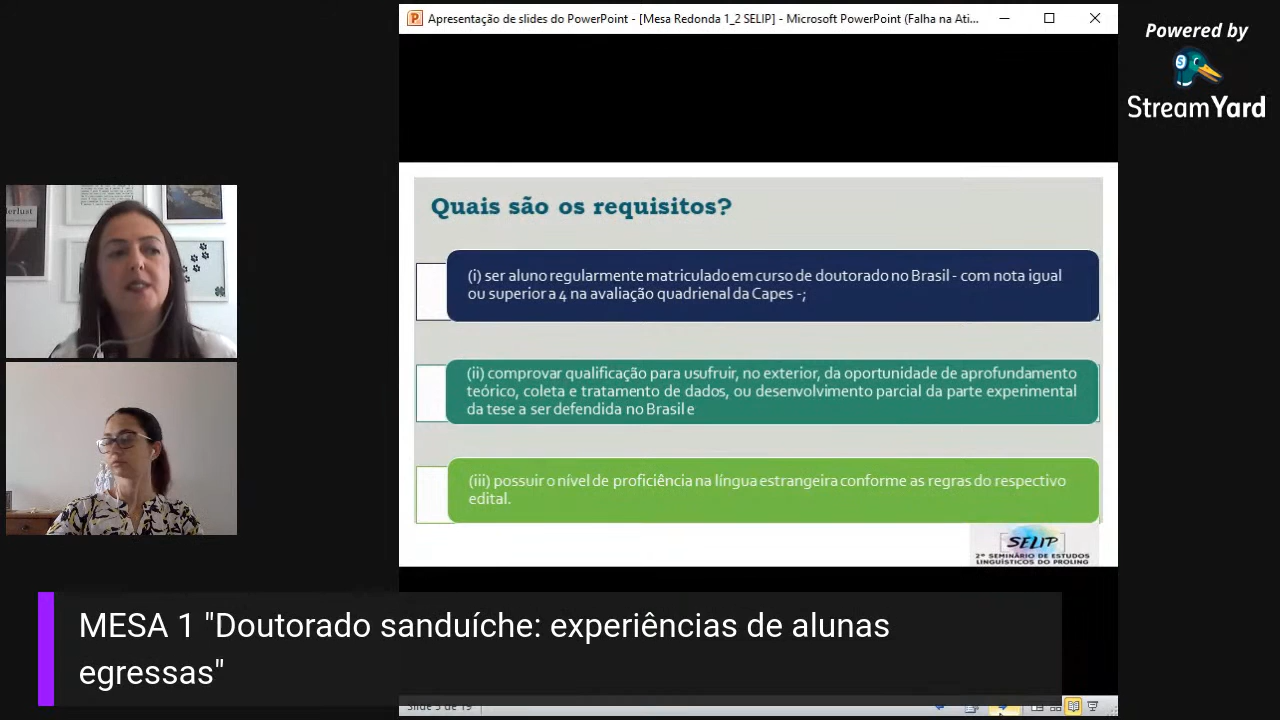 Apresentação de slides do PowerPoint - [Mesa Redonda 1_2 SELIP] - Microsoft PowerPoint (Falha na Ati...
Powered by
StreamYard
Quais são os requisitos?
(i) ser aluno regularmente matriculado em curso de doutorado no Brasil - com nota igual
ou superior a 4 na avaliação quadrienal da Capes -;
(ii) comprovar qualificação para usufruir, no exterior, da oportunidade de aprofundamento
teórico, coleta e tratamento de dados, ou desenvolvimento parcial da parte experimental
da tese a ser defendida no Brasil e
(iii) possuir o nível de proficiência na língua estrangeira conforme as regras do respectivo
edital.
SELIP
2º SEMINÁRIO DE ESTUDOS
LINGUÍSTICOS DO PROLING
MESA 1 "Doutorado sanduíche: experiências de alunas
egressas"